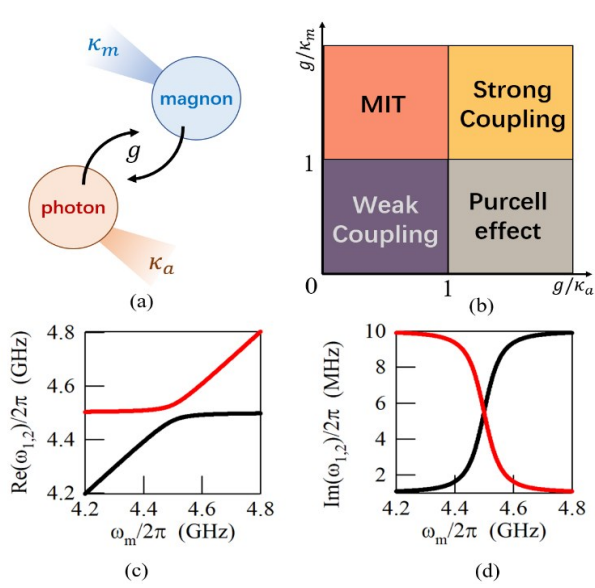 κₘ
magnon
g
photon
κₐ
(a)
g/κₘ
MIT
Strong
Coupling
1
Weak
Coupling
Purcell
effect
0
1
g/κₐ
(b)
Re(ω₁,₂)/2π (GHz)
4.8
4.6
4.4
4.2
4.2
4.4
4.6
4.8
ωₘ/2π (GHz)
(c)
Im(ω₁,₂)/2π (MHz)
10
8
6
4
2
4.2
4.4
4.6
4.8
ωₘ/2π (GHz)
(d)